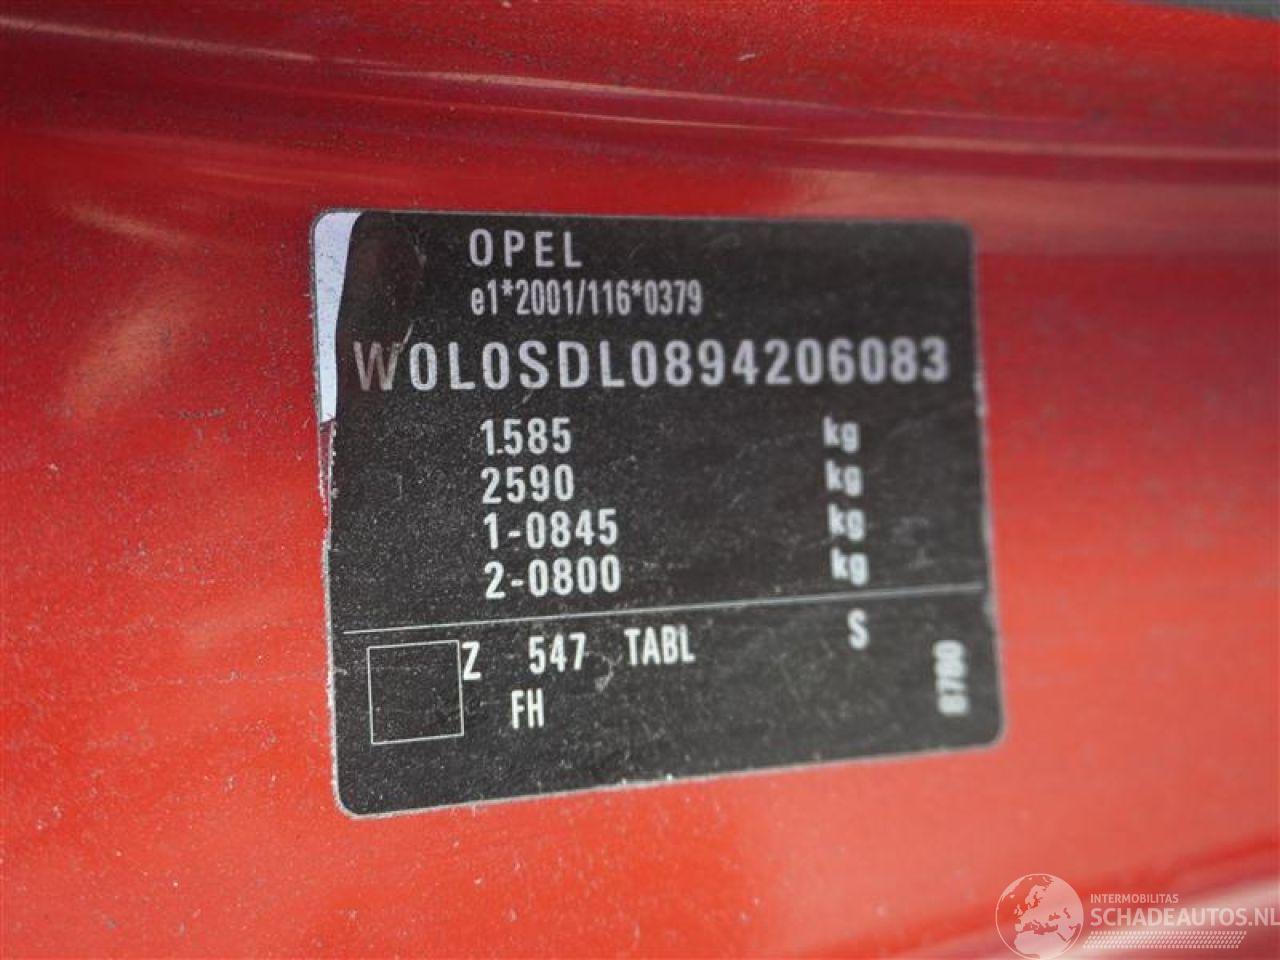 OPEL
e1*2001/116*0379
W0L0SDL0894206083
1.585 kg
2590 kg
1-0845 kg
2-0800 kg
Z 547 TABL S
FH
B780
INTERMOBILITAS
SCHADEAUTOS.NL